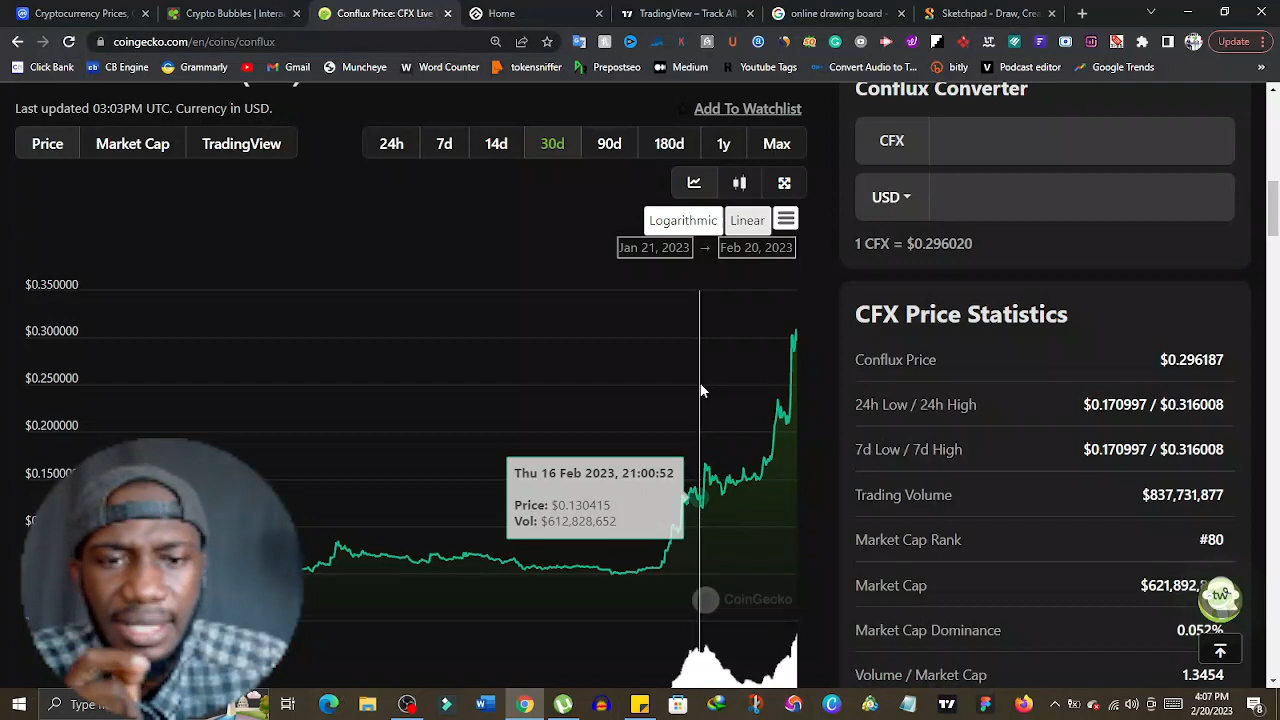 Cryptocurrency Prices, C
Crypto Bubbles | Intera
Conflux Price: CFX Live
Home
TradingView – Track All
online drawing board -
Sketchpad - Draw, Crea
coingecko.com/en/coins/conflux
Update
Click Bank
CB Engine
Grammarly
Gmail
Muncheye
Word Counter
tokensniffer
Prepostseo
Medium
Youtube Tags
Convert Audio to T...
bitly
Podcast editor
Google Trends
»
Last updated 03:03PM UTC. Currency in USD.
Add To Watchlist
Price
Market Cap
TradingView
24h
7d
14d
30d
90d
180d
1y
Max
Logarithmic
Linear
Jan 21, 2023 → Feb 20, 2023
$0.350000
$0.300000
$0.250000
$0.200000
$0.15000
Thu 16 Feb 2023, 21:00:52
Price: $0.130415
Vol: $612,828,652
CoinGecko
Conflux Converter
CFX
USD
1 CFX = $0.296020
CFX Price Statistics
Conflux Price $0.296187
24h Low / 24h High $0.170997 / $0.316008
7d Low / 7d High $0.170997 / $0.316008
Trading Volume $837,731,877
Market Cap Rank #80
Market Cap $621,892,
Market Cap Dominance 0.052%
Volume / Market Cap 1.3454
4:07 PM
2/20/2023